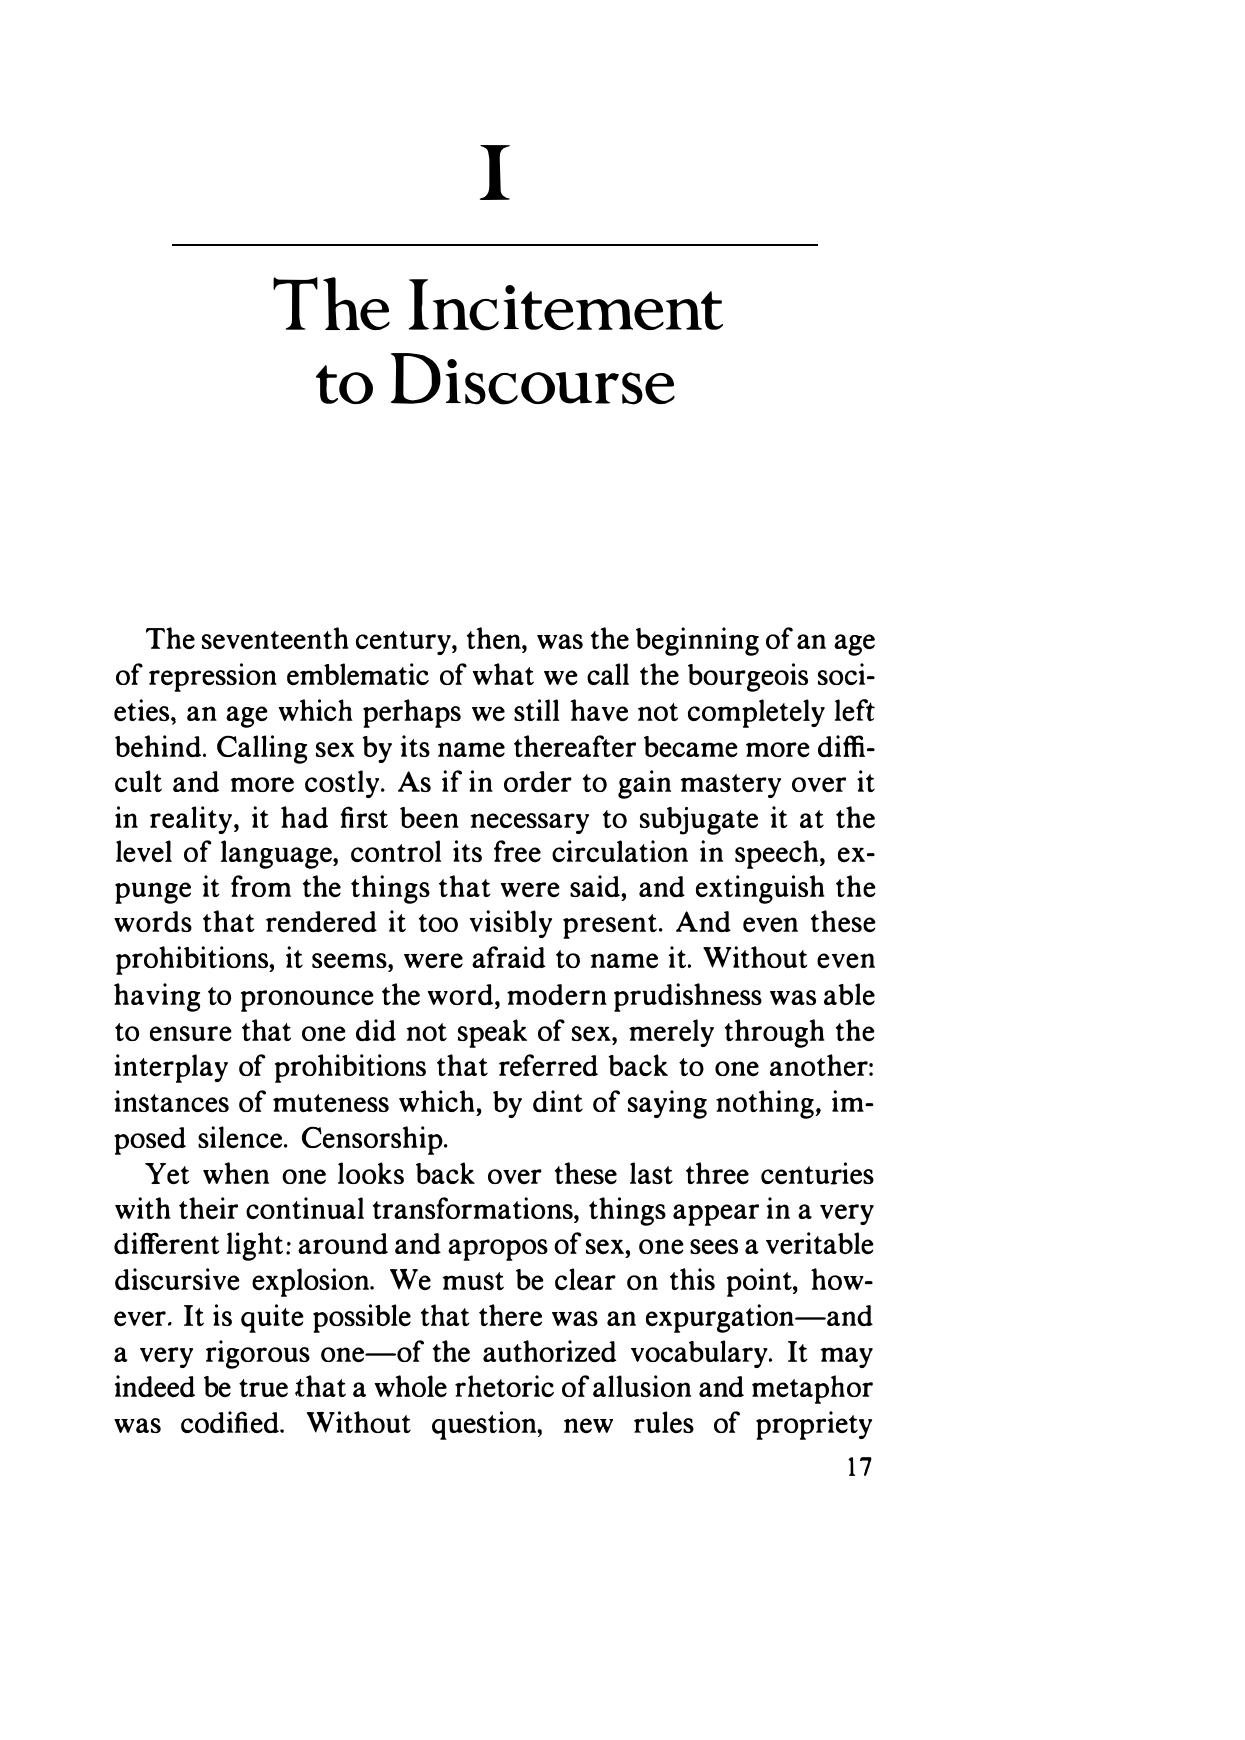 I
The Incitement
to Discourse
The seventeenth century, then, was the beginning of an age
of repression emblematic of what we call the bourgeois soci-
eties, an age which perhaps we still have not completely left
behind. Calling sex by its name thereafter became more diffi-
cult and more costly. As if in order to gain mastery over it
in reality, it had first been necessary to subjugate it at the
level of language, control its free circulation in speech, ex-
punge it from the things that were said, and extinguish the
words that rendered it too visibly present. And even these
prohibitions, it seems, were afraid to name it. Without even
having to pronounce the word, modern prudishness was able
to ensure that one did not speak of sex, merely through the
interplay of prohibitions that referred back to one another:
instances of muteness which, by dint of saying nothing, im-
posed silence. Censorship.
Yet when one looks back over these last three centuries
with their continual transformations, things appear in a very
different light: around and apropos of sex, one sees a veritable
discursive explosion. We must be clear on this point, how-
ever. It is quite possible that there was an expurgation—and
a very rigorous one—of the authorized vocabulary. It may
indeed be true that a whole rhetoric of allusion and metaphor
was codified. Without question, new rules of propriety
17